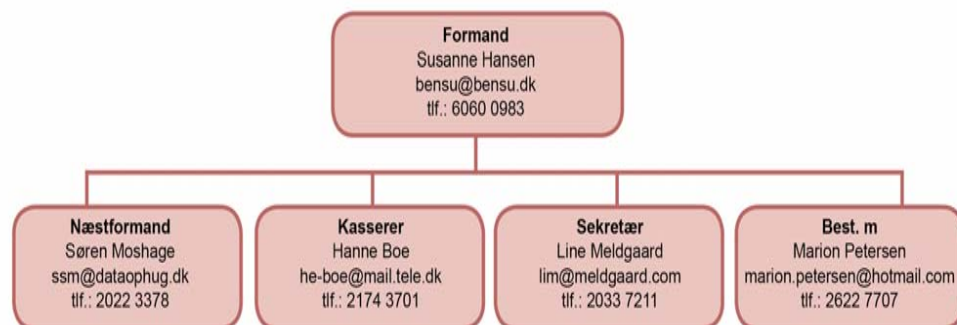 Formand
Susanne Hansen
bensu@bensu.dk
tlf.: 6060 0983
Næstformand
Søren Moshage
ssm@dataophug.dk
tlf.: 2022 3378
Kasserer
Hanne Boe
he-boe@mail.tele.dk
tlf.: 2174 3701
Sekretær
Line Meldgaard
lim@meldgaard.com
tlf.: 2033 7211
Best. m
Marion Petersen
marion.petersen@hotmail.com
tlf.: 2622 7707